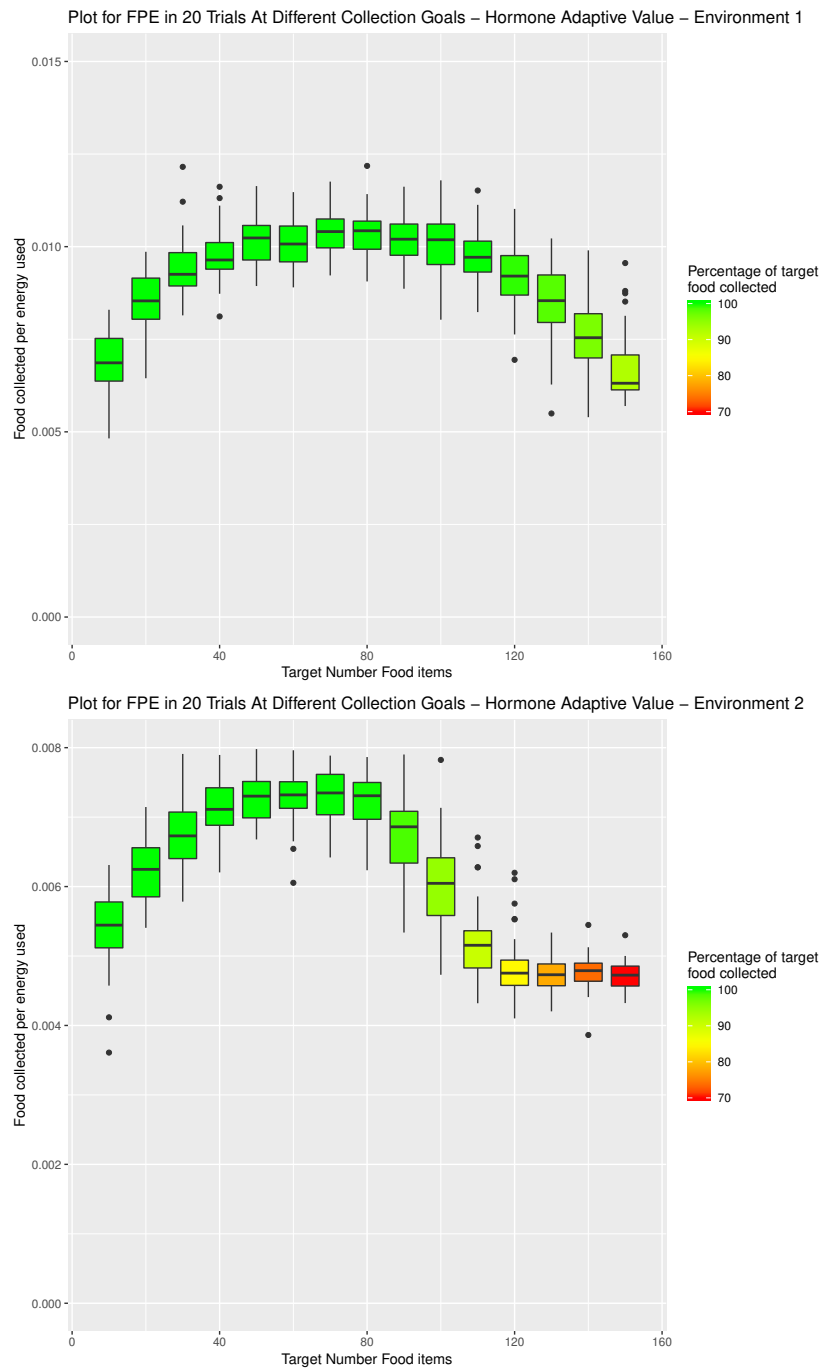 Plot for FPE in 20 Trials At Different Collection Goals − Hormone Adaptive Value − Environment 1
0.015
0.010
0.005
0.000
Food collected per energy used
0
40
80
120
160
Target Number Food items
Percentage of target
food collected
100
90
80
70
Plot for FPE in 20 Trials At Different Collection Goals − Hormone Adaptive Value − Environment 2
0.008
0.006
0.004
0.002
0.000
Food collected per energy used
0
40
80
120
160
Target Number Food items
Percentage of target
food collected
100
90
80
70